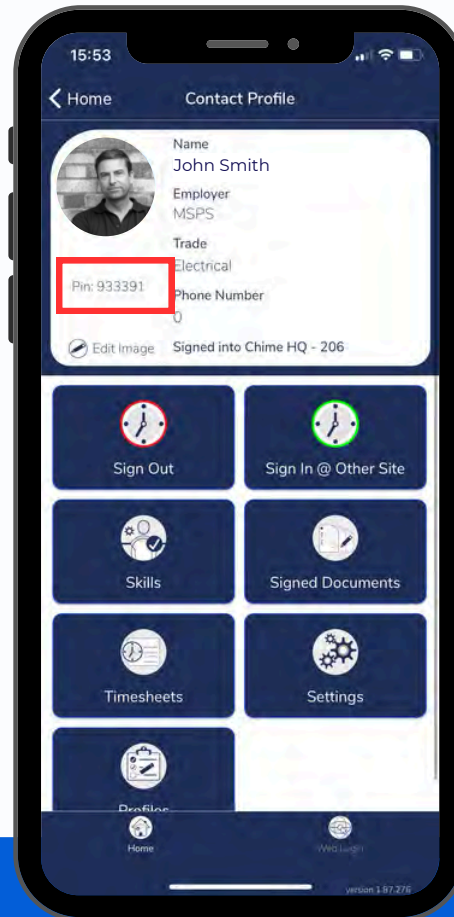 15:53
Home
Contact Profile
Name
John Smith
Employer
MSPS
Trade
Electrical
Pin: 933391
Phone Number
0
Edit Image
Signed into Chime HQ - 206
Sign Out
Sign In @ Other Site
Skills
Signed Documents
Timesheets
Settings
Profiles
Home
Web Login
version 1.87.276